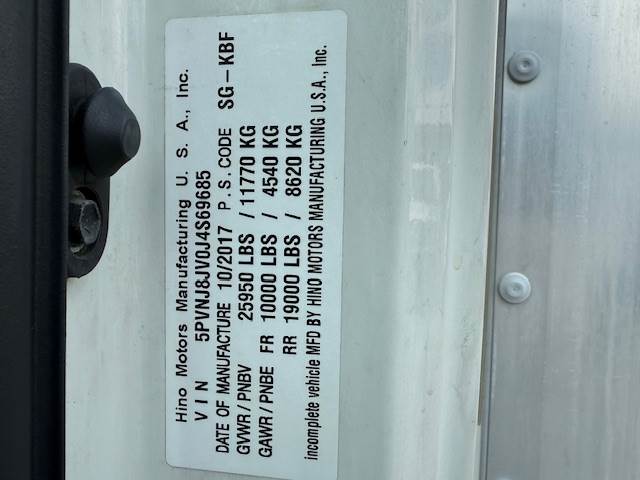 Hino Motors Manufacturing U. S. A., Inc.
VIN 5PVNJ8JV0J4S69685
DATE OF MANUFACTURE 10/2017 P.S.CODE SG-KBF
GVWR/PNBV 25950 LBS /11770 KG
GAWR/PNBE FR 10000 LBS / 4540 KG
RR 19000 LBS / 8620 KG
incomplete vehicle MFD BY HINO MOTORS MANUFACTURING U.S.A., Inc.